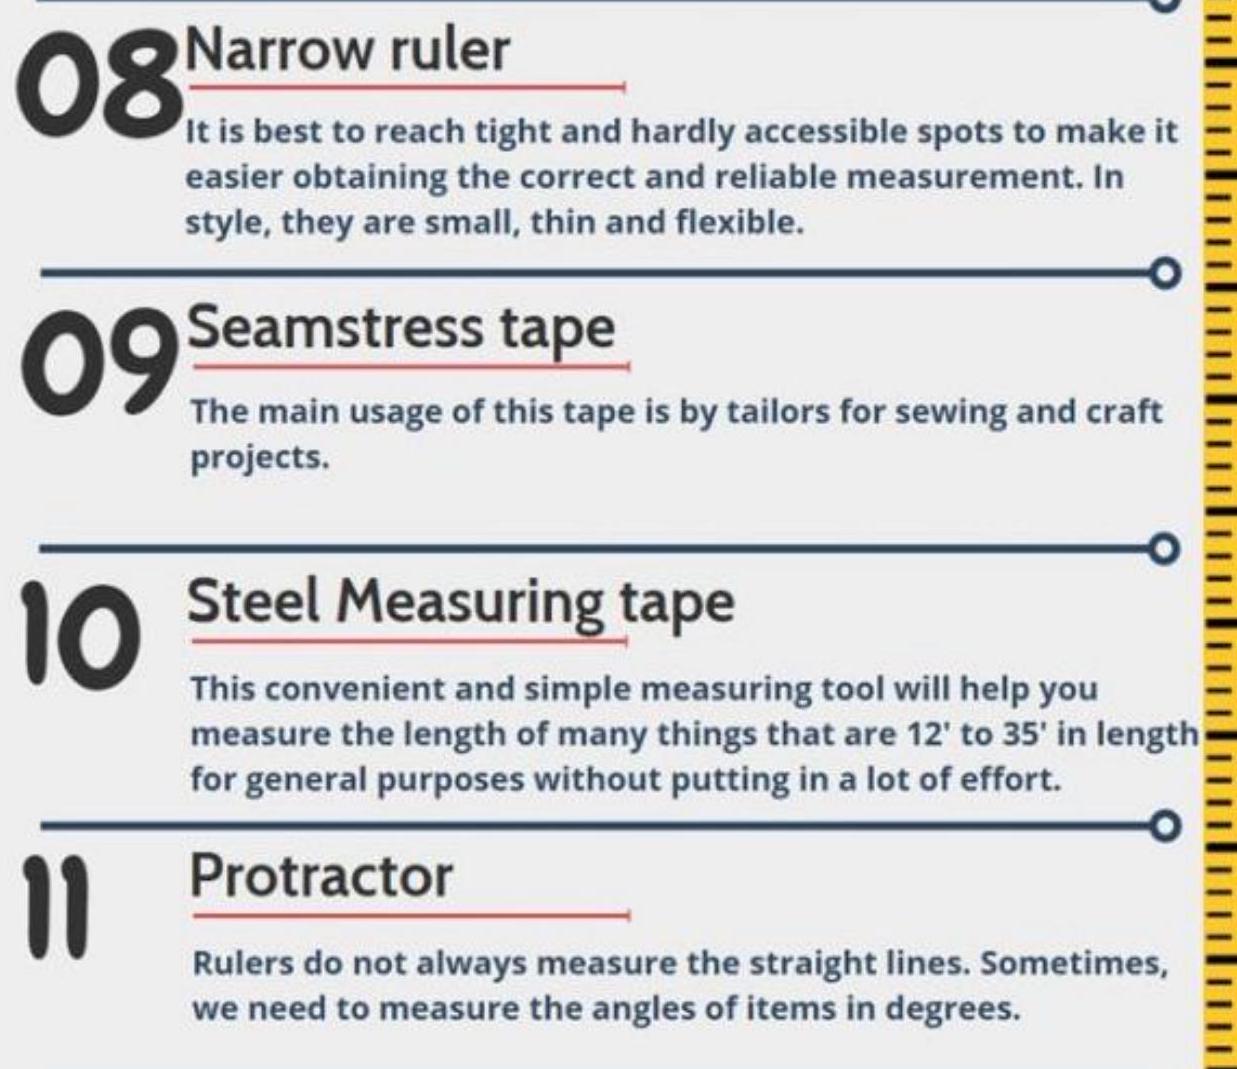 08 Narrow ruler
It is best to reach tight and hardly accessible spots to make it
easier obtaining the correct and reliable measurement. In
style, they are small, thin and flexible.
09 Seamstress tape
The main usage of this tape is by tailors for sewing and craft
projects.
10 Steel Measuring tape
This convenient and simple measuring tool will help you
measure the length of many things that are 12' to 35' in length
for general purposes without putting in a lot of effort.
11 Protractor
Rulers do not always measure the straight lines. Sometimes,
we need to measure the angles of items in degrees.